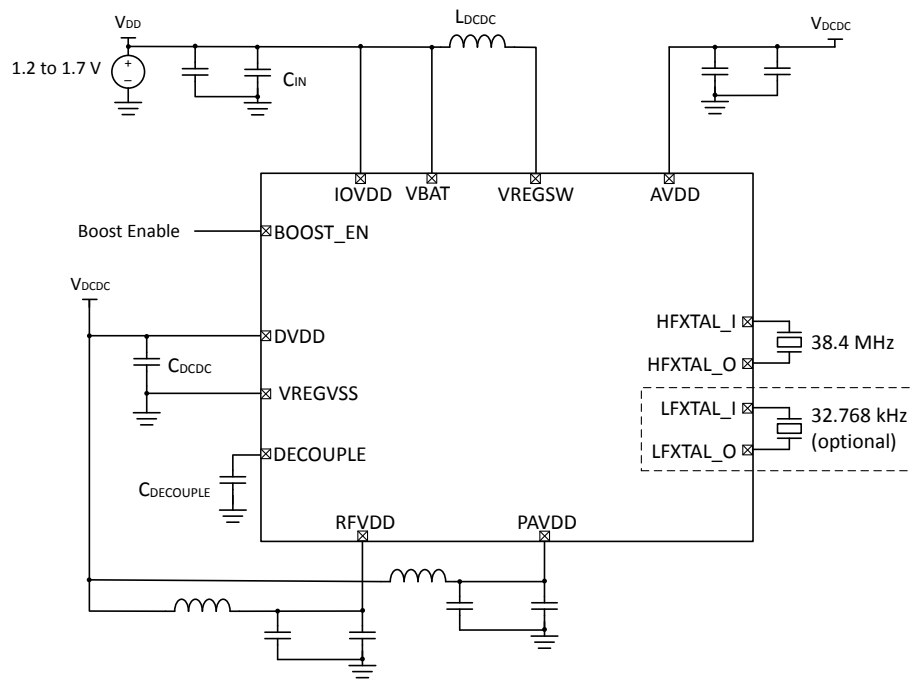 VDD
LDCDC
VDCDC
1.2 to 1.7 V
+
–
CIN
IOVDD
VBAT
VREGSW
AVDD
Boost Enable
BOOST_EN
VDCDC
HFXTAL_I
38.4 MHz
DVDD
CDCDC
HFXTAL_O
VREGVSS
LFXTAL_I
32.768 kHz
(optional)
LFXTAL_O
DECOUPLE
CDECOUPLE
RFVDD
PAVDD